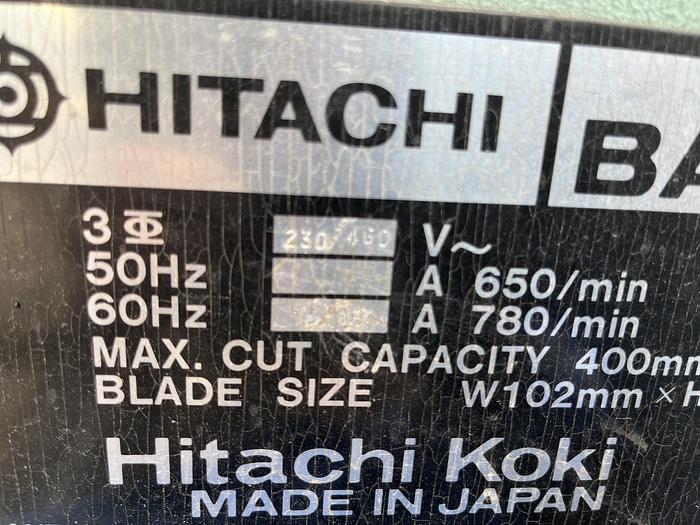 HITACHI
BA
3 Φ 230/460 V~
50Hz A 650/min
60Hz A 780/min
MAX. CUT CAPACITY 400mm
BLADE SIZE W102mm × H
Hitachi Koki
MADE IN JAPAN